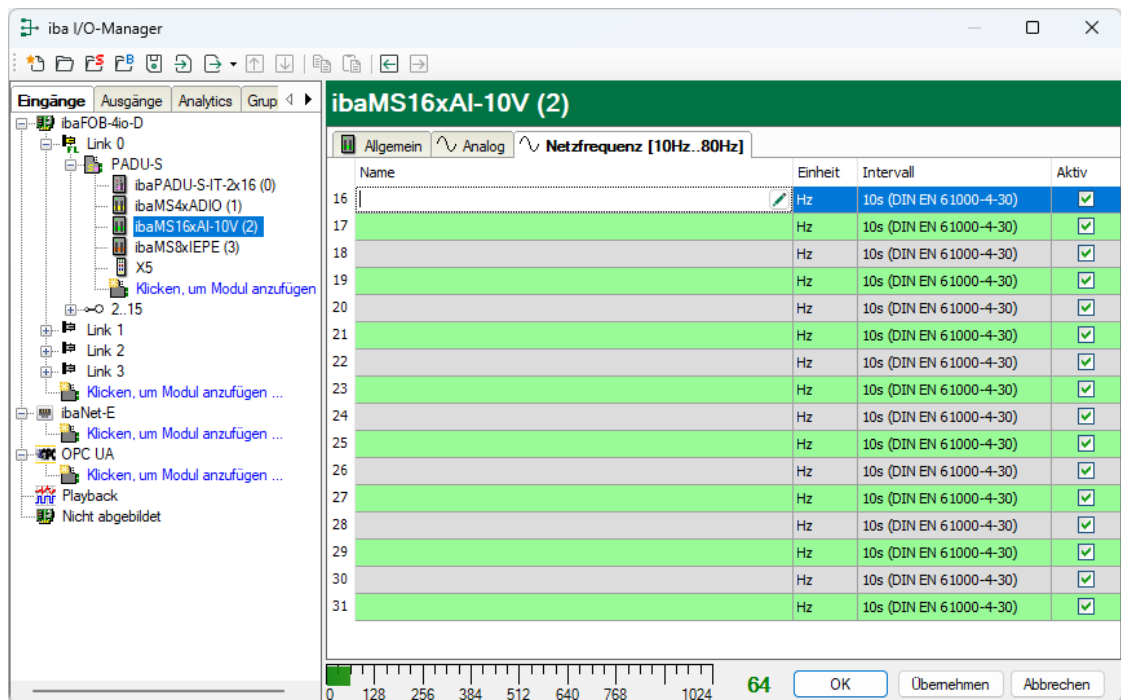 iba I/O-Manager
Eingänge Ausgänge Analytics Grup
ibaFOB-4io-D
Link 0
PADU-S
ibaPADU-S-IT-2x16 (0)
ibaMS4xADIO (1)
ibaMS16xAI-10V (2)
ibaMS8xIEPE (3)
X5
Klicken, um Modul anzufügen
2..15
Link 1
Link 2
Link 3
Klicken, um Modul anzufügen ...
ibaNet-E
Klicken, um Modul anzufügen ...
OPC UA
Klicken, um Modul anzufügen ...
Playback
Nicht abgebildet
ibaMS16xAI-10V (2)
Allgemein Analog Netzfrequenz [10Hz..80Hz]
Name Einheit Intervall Aktiv
16 Hz 10s (DIN EN 61000-4-30)
17 Hz 10s (DIN EN 61000-4-30)
18 Hz 10s (DIN EN 61000-4-30)
19 Hz 10s (DIN EN 61000-4-30)
20 Hz 10s (DIN EN 61000-4-30)
21 Hz 10s (DIN EN 61000-4-30)
22 Hz 10s (DIN EN 61000-4-30)
23 Hz 10s (DIN EN 61000-4-30)
24 Hz 10s (DIN EN 61000-4-30)
25 Hz 10s (DIN EN 61000-4-30)
26 Hz 10s (DIN EN 61000-4-30)
27 Hz 10s (DIN EN 61000-4-30)
28 Hz 10s (DIN EN 61000-4-30)
29 Hz 10s (DIN EN 61000-4-30)
30 Hz 10s (DIN EN 61000-4-30)
31 Hz 10s (DIN EN 61000-4-30)
0 128 256 384 512 640 768 1024
64 OK Übernehmen Abbrechen